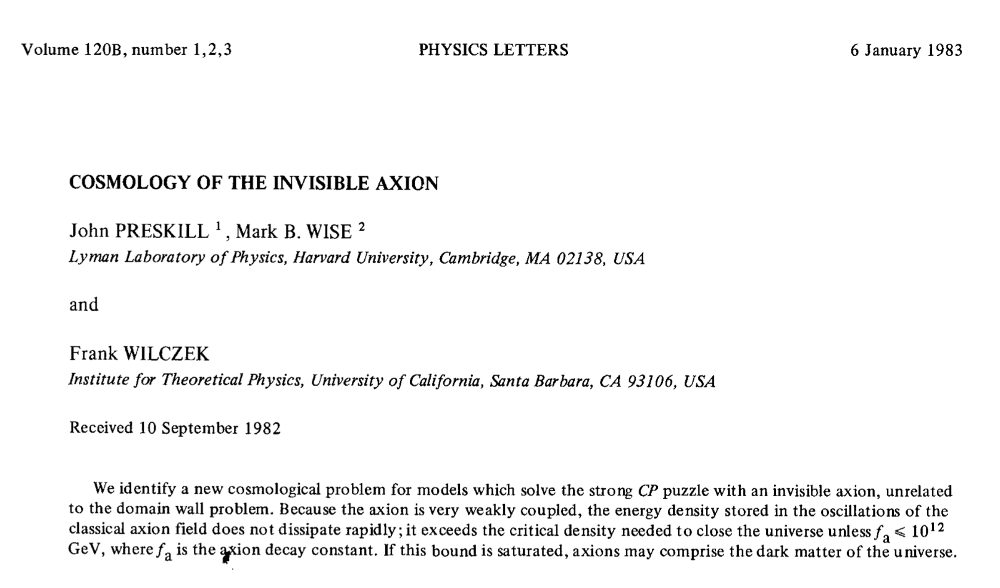 Volume 120B, number 1,2,3 PHYSICS LETTERS 6 January 1983
COSMOLOGY OF THE INVISIBLE AXION
John PRESKILL ¹, Mark B. WISE ²
Lyman Laboratory of Physics, Harvard University, Cambridge, MA 02138, USA
and
Frank WILCZEK
Institute for Theoretical Physics, University of California, Santa Barbara, CA 93106, USA
Received 10 September 1982
We identify a new cosmological problem for models which solve the strong CP puzzle with an invisible axion, unrelated
to the domain wall problem. Because the axion is very weakly coupled, the energy density stored in the oscillations of the
classical axion field does not dissipate rapidly; it exceeds the critical density needed to close the universe unless fₐ ⩽ 10¹²
GeV, where fₐ is the axion decay constant. If this bound is saturated, axions may comprise the dark matter of the universe.